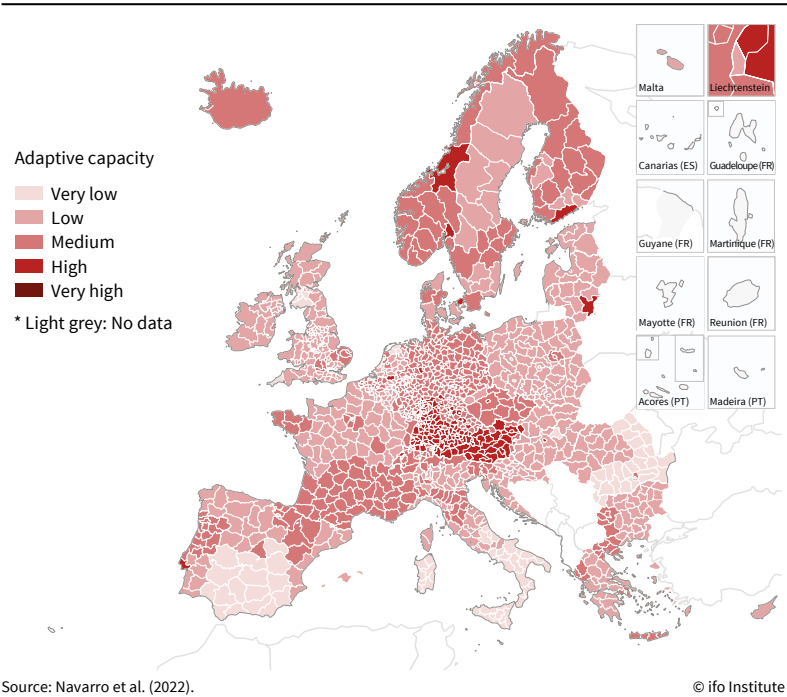 Adaptive capacity
Very low
Low
Medium
High
Very high
* Light grey: No data
Malta
Liechtenstein
Canarias (ES)
Guadeloupe (FR)
Guyane (FR)
Martinique (FR)
Mayotte (FR)
Reunion (FR)
Acores (PT)
Madeira (PT)
Source: Navarro et al. (2022).
© ifo Institute